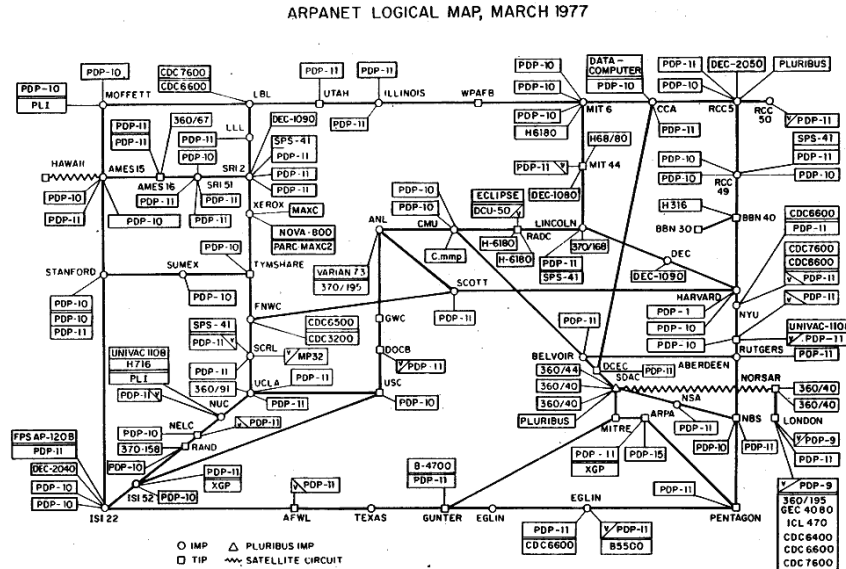 ARPANET LOGICAL MAP, MARCH 1977
PDP-10
PLI
PDP-10
MOFFETT
CDC7600
CDC6600
LBL
PDP-11
UTAH
PDP-11
ILLINOIS
PDP-11
WPAFB
PDP-10
PDP-10
H6180
MIT 6
DATA-
COMPUTER
PDP-10
CCA
PDP-11
PDP-11
PDP-10
DEC-2050
RCC 5
PLURIBUS
RCC
50
PDP-11
HAWAII
AMES 15
PDP-10
PDP-11
PDP-10
PDP-11
PDP-11
360/67
AMES 16
LLL
PDP-11
PDP-10
SRI 51
PDP-11
PDP-11
SRI 2
DEC-1090
SPS-41
PDP-11
PDP-11
PDP-11
XEROX
MAXC
NOVA-800
PARC MAXC2
H68/80
PDP-11
MIT 44
DEC-1080
PDP-10
PDP-10
RCC
49
SPS-41
PDP-11
PDP-10
H316
BBN 40
BBN 30
ANL
VARIAN 73
370/195
PDP-10
PDP-10
CMU
C.mmp
ECLIPSE
DCU-50
RADC
H-6180
H-6180
LINCOLN
370/168
PDP-11
SPS-41
DEC
DEC-1090
STANFORD
PDP-10
PDP-10
PDP-11
SUMEX
PDP-10
PDP-10
TYMSHARE
FNWC
CDC6500
CDC3200
SCOTT
PDP-11
HARVARD
PDP-1
PDP-10
PDP-11
NYU
CDC6600
PDP-11
CDC7600
CDC6600
PDP-11
PDP-11
SPS-41
PDP-11
SCRL
MP32
PDP-11
360/91
UCLA
PDP-11
PDP-11
GWC
DOCB
PDP-11
USC
PDP-10
PDP-11
BELVOIR
DCEC
PDP-11
ABERDEEN
RUTGERS
UNIVAC-1108
PDP-11
PDP-11
UNIVAC 1108
H716
PLI
PDP-11
NUC
360/44
360/40
360/40
PLURIBUS
SDAC
NSA
PDP-11
NORSAR
360/40
360/40
NBS
PDP-10
PDP-11
LONDON
PDP-9
PDP-11
NELC
PDP-10
370-158
PDP-10
RAND
PDP-11
MITRE
ARPA
PDP-11
XGP
PDP-15
FPS AP-120B
PDP-11
DEC-2040
PDP-10
PDP-10
PDP-10
ISI 22
ISI 52
PDP-11
XGP
PDP-10
PDP-11
AFWL
TEXAS
B-4700
PDP-11
GUNTER
EGLIN
EGLIN
PDP-11
CDC6600
PDP-11
B5500
PDP-11
PENTAGON
PDP-9
360/195
GEC 4080
ICL 470
CDC6400
CDC6600
CDC7600
IMP
PLURIBUS IMP
TIP
SATELLITE CIRCUIT